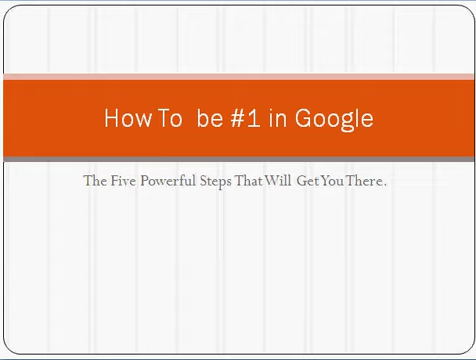 How To be #1 in Google
The Five Powerful Steps That Will Get You There.